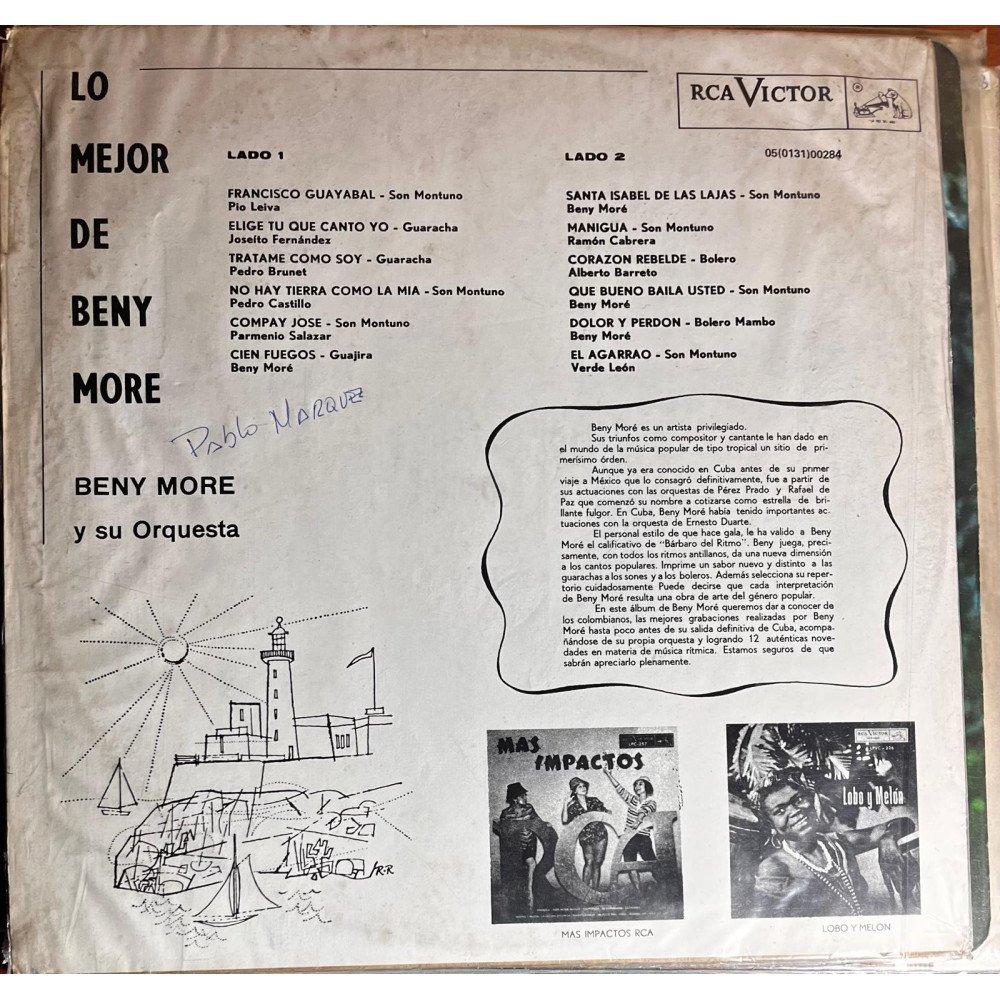 LO
MEJOR
DE
BENY
MORE
BENY MORE
y su Orquesta
RCA VICTOR
05(0131)00284
LADO 1
FRANCISCO GUAYABAL - Son Montuno
Pio Leiva
ELIGE TU QUE CANTO YO - Guaracha
Joseíto Fernández
TRATAME COMO SOY - Guaracha
Pedro Brunet
NO HAY TIERRA COMO LA MIA - Son Montuno
Pedro Castillo
COMPAY JOSE - Son Montuno
Parmenio Salazar
CIEN FUEGOS - Guajira
Beny Moré
LADO 2
SANTA ISABEL DE LAS LAJAS - Son Montuno
Beny Moré
MANIGUA - Son Montuno
Ramón Cabrera
CORAZON REBELDE - Bolero
Alberto Barreto
QUE BUENO BAILA USTED - Son Montuno
Beny Moré
DOLOR Y PERDON - Bolero Mambo
Beny Moré
EL AGARRAO - Son Montuno
Verde León
Pablo MARQUEZ
Beny Moré es un artista privilegiado.
Sus triunfos como compositor y cantante le han dado en
el mundo de la música popular de tipo tropical un sitio de pri-
merísimo órden.
Aunque ya era conocido en Cuba antes de su primer
viaje a México que lo consagró definitivamente, fue a partir
de sus actuaciones con las orquestas de Pérez Prado y Rafael de
Paz que comenzó su nombre a cotizarse como estrella de bri-
llante fulgor. En Cuba, Beny Moré había tenido importantes ac-
tuaciones con la orquesta de Ernesto Duarte.
El personal estilo de que hace gala, le ha valido a Beny
Moré el calificativo de "Bárbaro del Ritmo". Beny juega, preci-
samente, con todos los ritmos antillanos, da una nueva dimensión
a los cantos populares. Imprime un sabor nuevo y distinto a las
guarachas a los sones y a los boleros. Además selecciona su reper-
torio cuidadosamente Puede decirse que cada interpretación
de Beny Moré resulta una obra de arte del género popular.
En este álbum de Beny Moré queremos dar a conocer de
los colombianos, las mejores grabaciones realizadas por Beny
Moré hasta poco antes de su salida definitiva de Cuba, acompa-
ñándose de su propia orquesta y logrando 12 auténticas nove-
dades en materia de música rítmica. Estamos seguros de que
sabrán apreciarlo plenamente.
R-R
MAS
IMPACTOS
LPC-257
MAS IMPACTOS RCA
RCA VICTOR
LPVC-226
Lobo y Melón
LOBO Y MELON